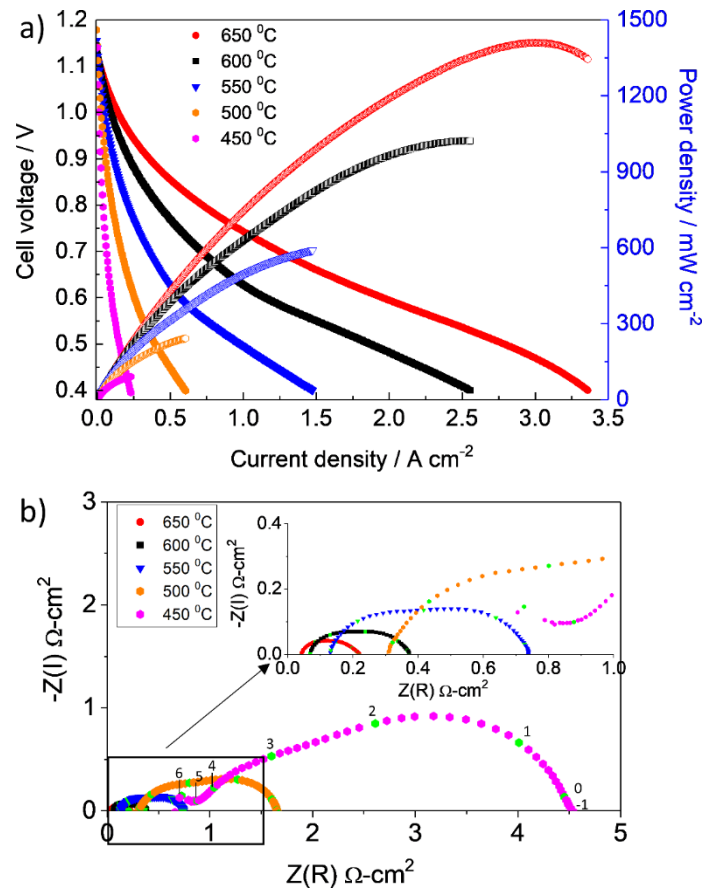 a)
650 ⁰C
600 ⁰C
550 ⁰C
500 ⁰C
450 ⁰C
1.2
1.1
1.0
0.9
0.8
0.7
0.6
0.5
0.4
Cell voltage / V
1500
1200
900
600
300
0
Power density / mW cm⁻²
0.0 0.5 1.0 1.5 2.0 2.5 3.0 3.5
Current density / A cm⁻²
b)
650 ⁰C
600 ⁰C
550 ⁰C
500 ⁰C
450 ⁰C
3
2
1
0
-Z(I) Ω-cm²
0.4
0.2
0.0
-Z(I) Ω-cm²
0.0 0.2 0.4 0.6 0.8 1.0
Z(R) Ω-cm²
6 5 4 3 2 1 0 -1
0 1 2 3 4 5
Z(R) Ω-cm²